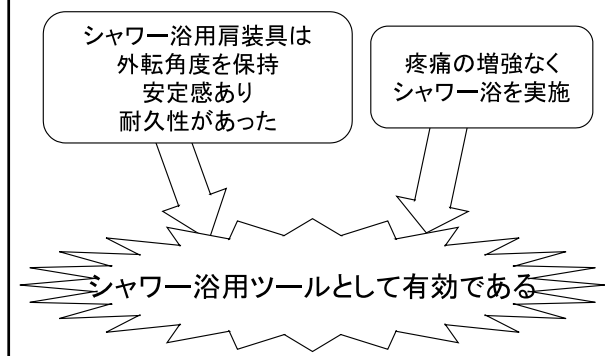 シャワー浴用肩装具は
外転角度を保持
安定感あり
耐久性があった
疼痛の増強なく
シャワー浴を実施
シャワー浴用ツールとして有効である